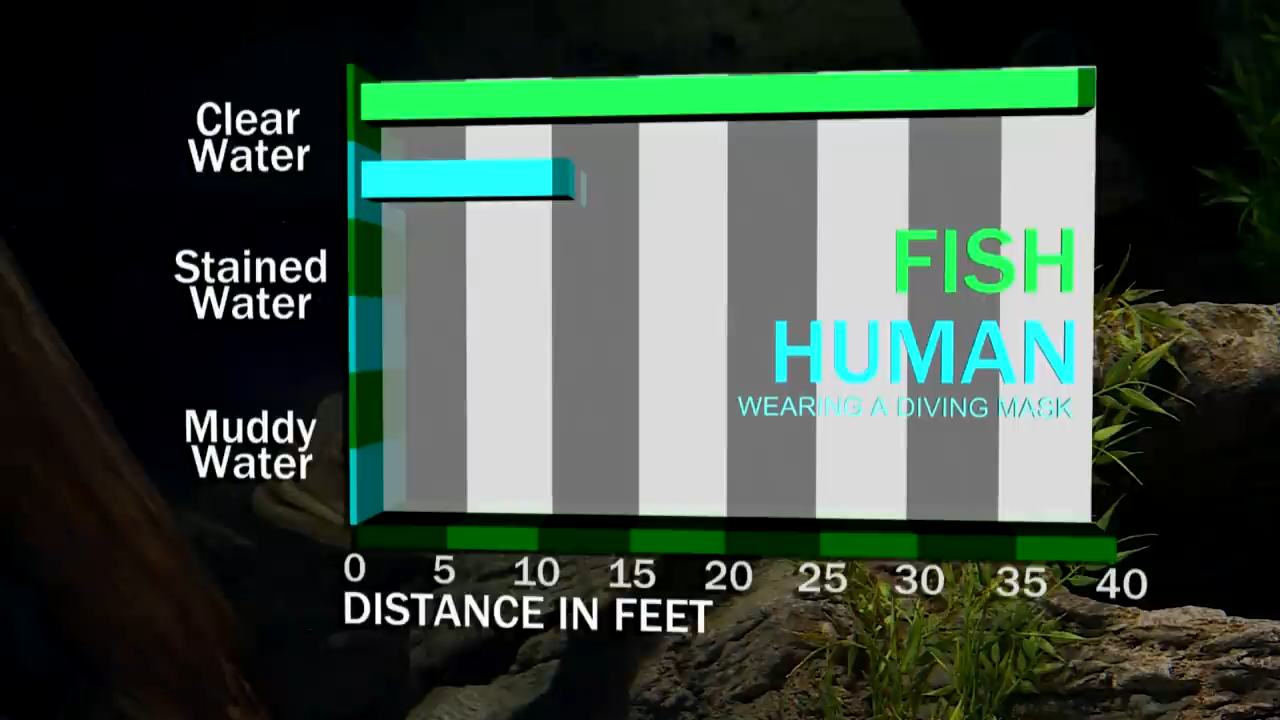 Clear
Water
Stained
Water
Muddy
Water
FISH
HUMAN
WEARING A DIVING MASK
0 5 10 15 20 25 30 35 40
DISTANCE IN FEET